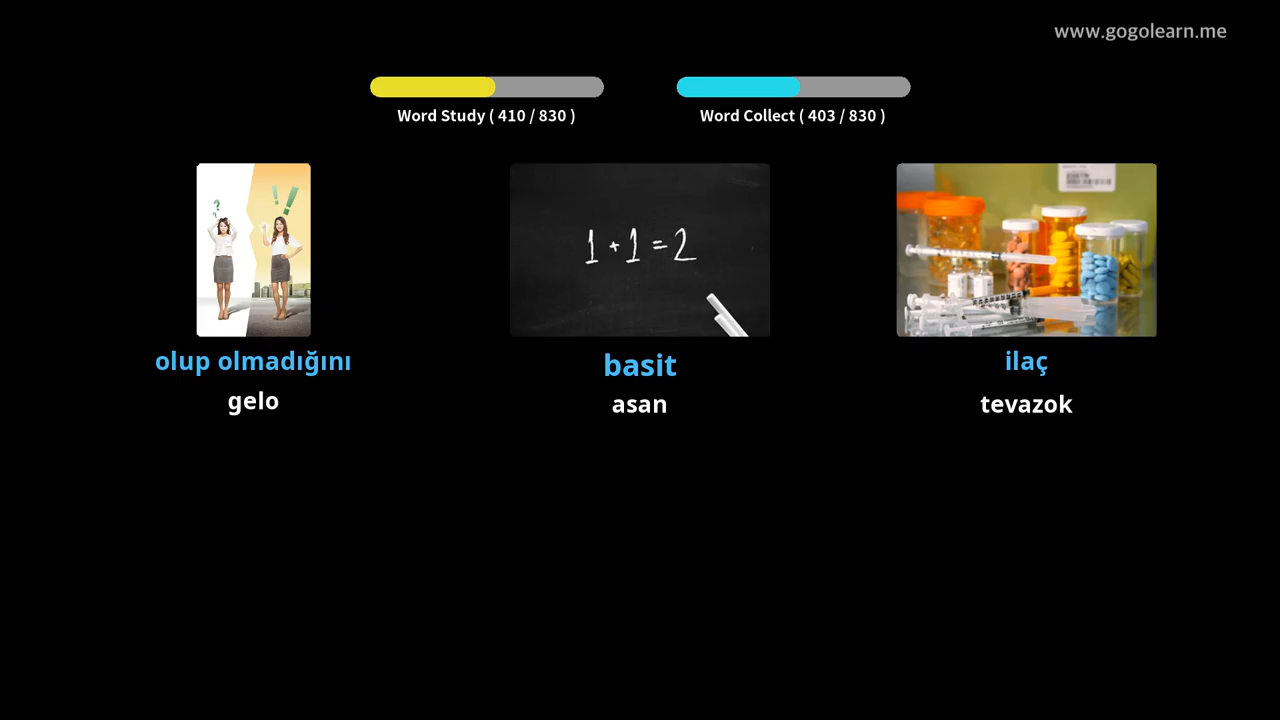 www.gogolearn.me
Word Study ( 410 / 830 )
Word Collect ( 403 / 830 )
? !!
1 + 1 = 2
olup olmadığını
basit
ilaç
gelo
asan
tevazok